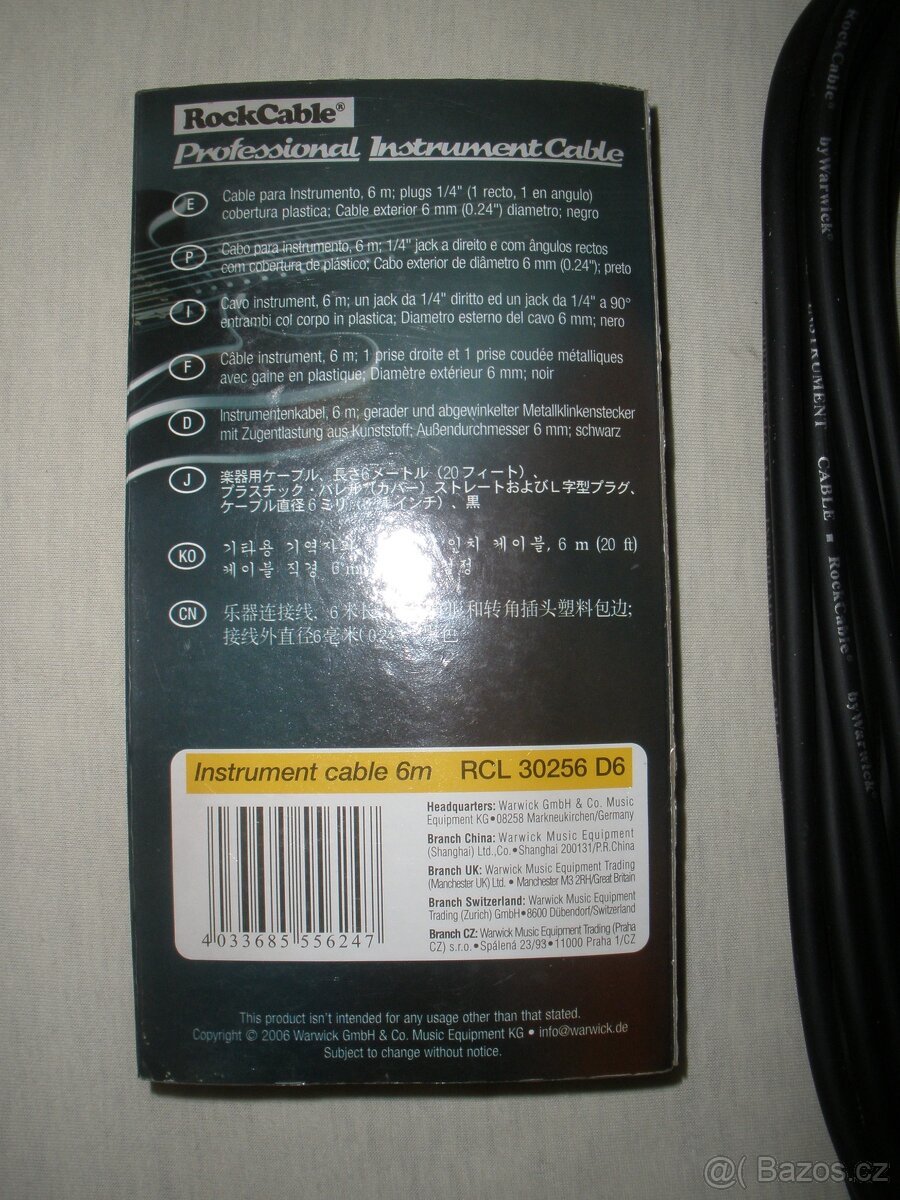 RockCable®
Professional Instrument Cable
E
Cable para Instrumento, 6 m; plugs 1/4" (1 recto, 1 en angulo)
cobertura plastica; Cable exterior 6 mm (0.24") diametro; negro
P
Cabo para instrumento, 6 m; 1/4" jack a direito e com ângulos rectos
com cobertura de plástico; Cabo exterior de diâmetro 6 mm (0.24"); preto
I
Cavo instrument, 6 m; un jack da 1/4" diritto ed un jack da 1/4" a 90°
entrambi col corpo in plastica; Diametro esterno del cavo 6 mm; nero
F
Câble instrument, 6 m; 1 prise droite et 1 prise coudée métalliques
avec gaine en plastique; Diamètre extérieur 6 mm; noir
D
Instrumentenkabel, 6 m; gerader und abgewinkelter Metallklinkenstecker
mit Zugentlastung aus Kunststoff; Außendurchmesser 6 mm; schwarz
J
楽器用ケーブル、長さ6メートル（20フィート）、
プラスチック・バレル（カバー）ストレートおよびL字型プラグ、
ケーブル直径6ミリ（ インチ）、黒
KO
기타용 기역자 인치 케이블, 6 m (20 ft)
케이블 직경 6 m
CN
乐器连接线，6米长 和转角插头塑料包边;
接线外直径6毫米(0.24 色
Instrument cable 6m RCL 30256 D6
Headquarters: Warwick GmbH & Co. Music
Equipment KG•08258 Markneukirchen/Germany
Branch China: Warwick Music Equipment
(Shanghai) Ltd.,Co.•Shanghai 200131/P.R.China
Branch UK: Warwick Music Equipment Trading
(Manchester UK) Ltd. • Manchester M3 2RH/Great Britain
Branch Switzerland: Warwick Music Equipment
Trading (Zurich) GmbH•8600 Dübendorf/Switzerland
Branch CZ: Warwick Music Equipment Trading (Praha
CZ) s.r.o.•Spálená 23/93•11000 Praha 1/CZ
4 033685 556247
This product isn't intended for any usage other than that stated.
Copyright © 2006 Warwick GmbH & Co. Music Equipment KG • info@warwick.de
Subject to change without notice.
RockCable® by Warwick®
INSTRUMENT CABLE ■ RockCable® by Warwick®
@( Bazoš.cz